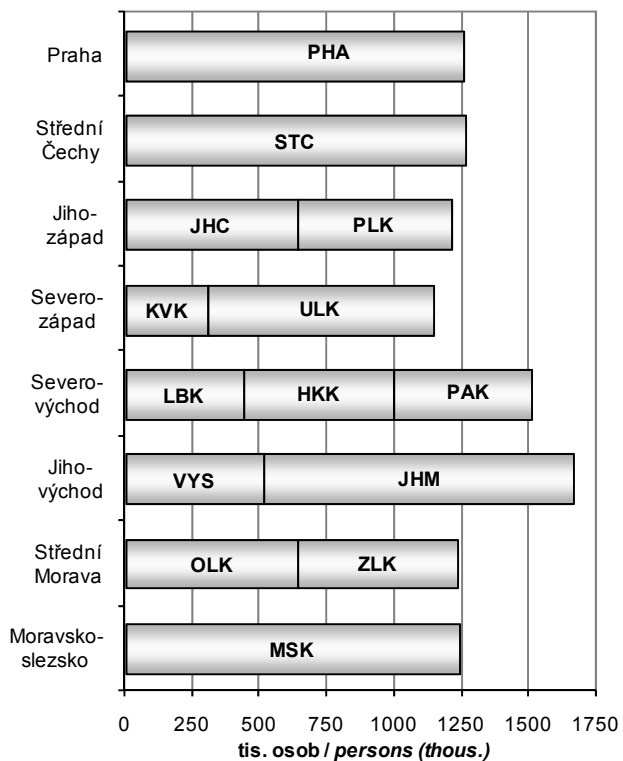 Praha
PHA
Střední
Čechy
STC
Jiho-
západ
JHC PLK
Severo-
západ
KVK ULK
Severo-
východ
LBK HKK PAK
Jiho-
východ
VYS JHM
Střední
Morava
OLK ZLK
Moravsko-
slezsko
MSK
0 250 500 750 1000 1250 1500 1750
tis. osob / persons (thous.)